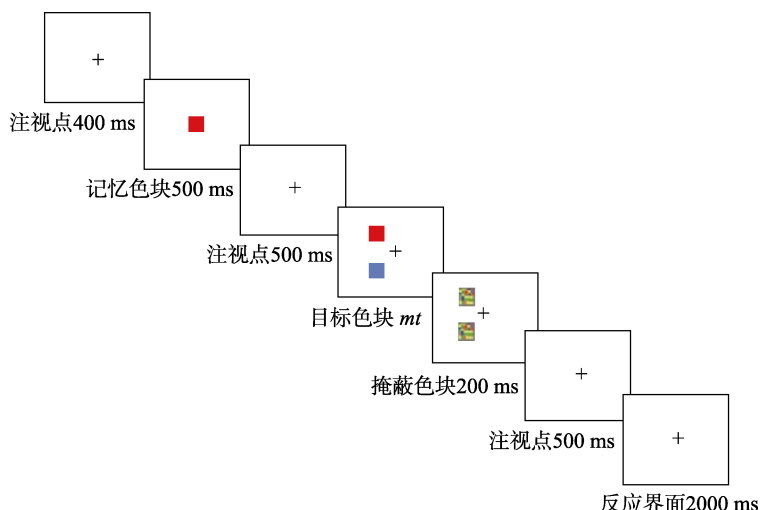 注视点400 ms
记忆色块500 ms
注视点500 ms
目标色块 mt
掩蔽色块200 ms
注视点500 ms
反应界面2000 ms